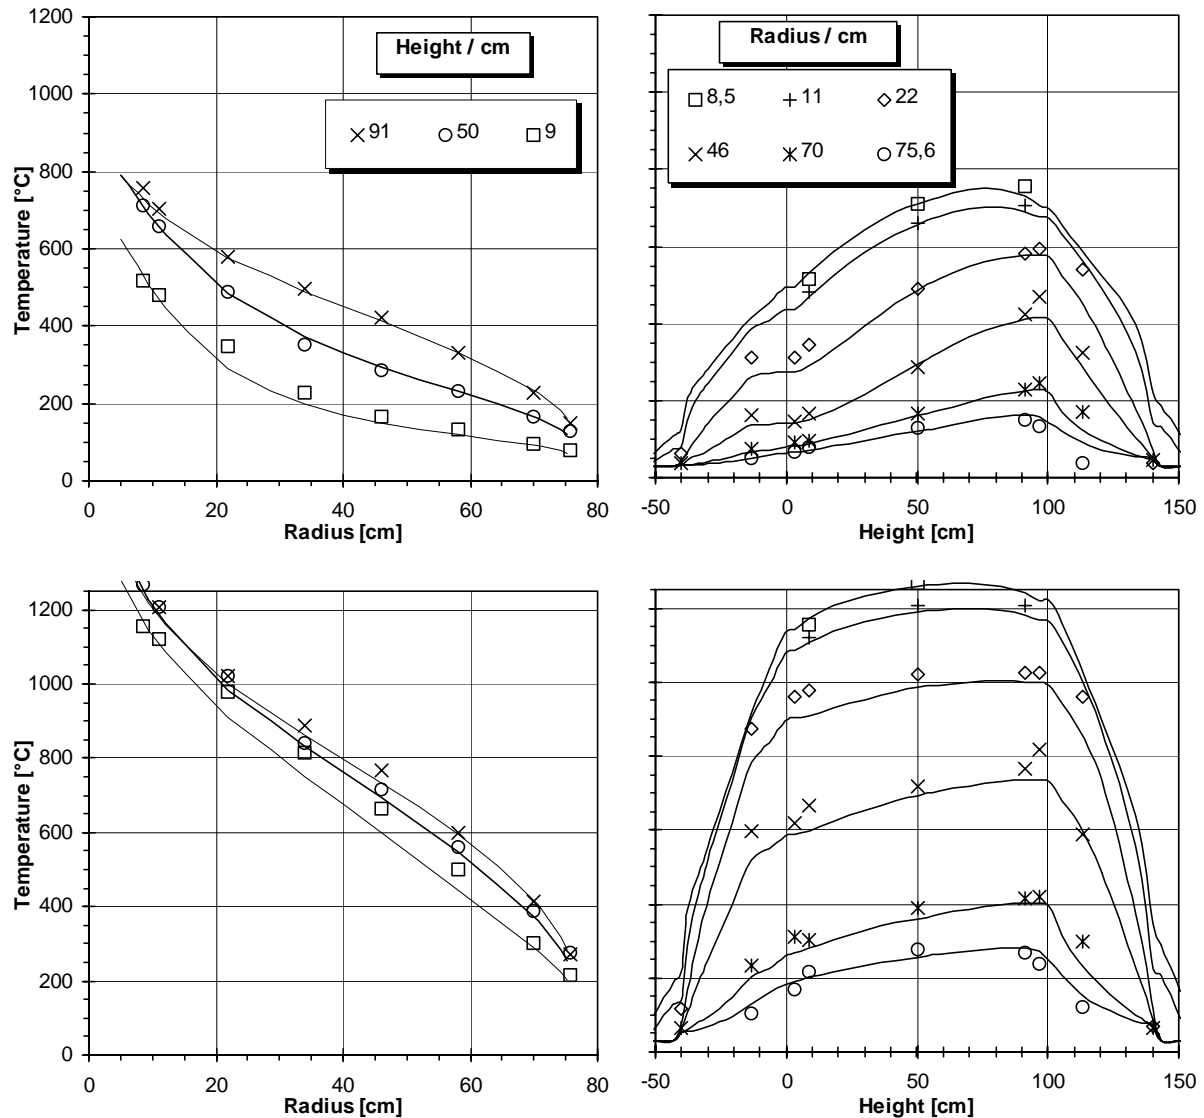 1200
1000
800
600
400
200
0
Temperature [°C]
Height / cm
91 50 9
0 20 40 60 80
Radius [cm]
Radius / cm
8,5 11 22
46 70 75,6
-50 0 50 100 150
Height [cm]
1200
1000
800
600
400
200
0
Temperature [°C]
0 20 40 60 80
Radius [cm]
-50 0 50 100 150
Height [cm]